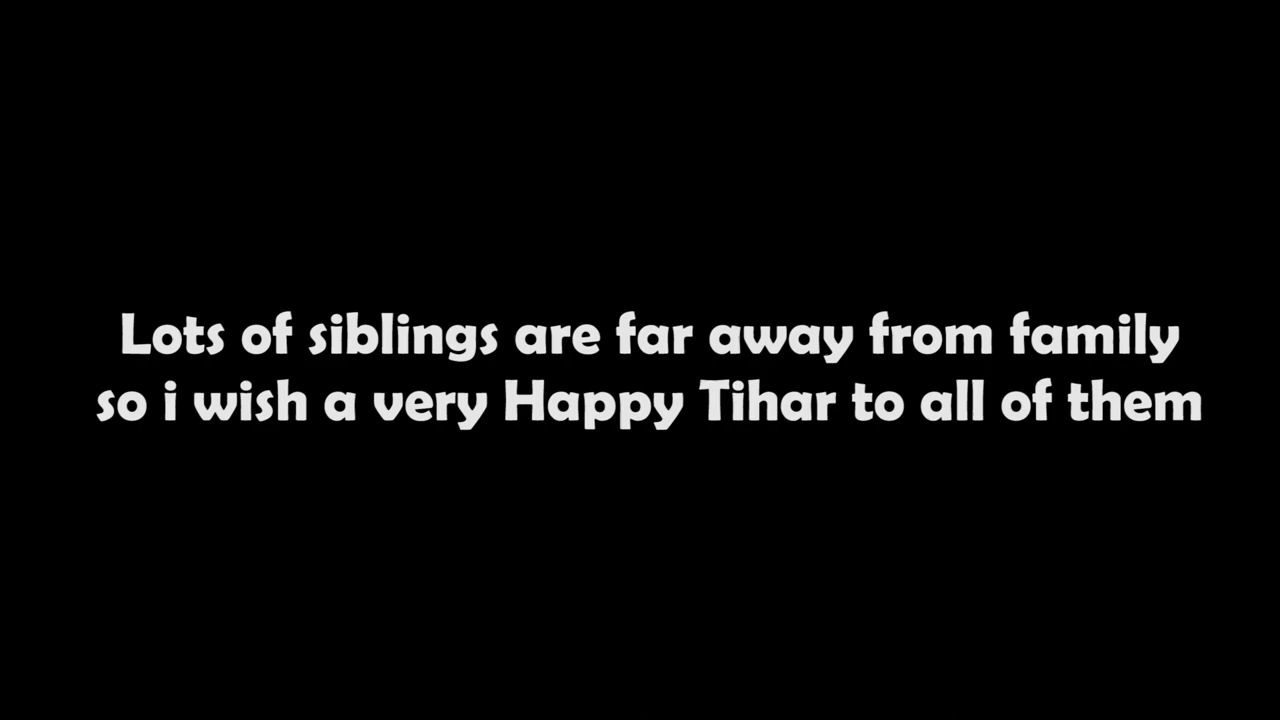 Lots of siblings are far away from family
so i wish a very Happy Tihar to all of them